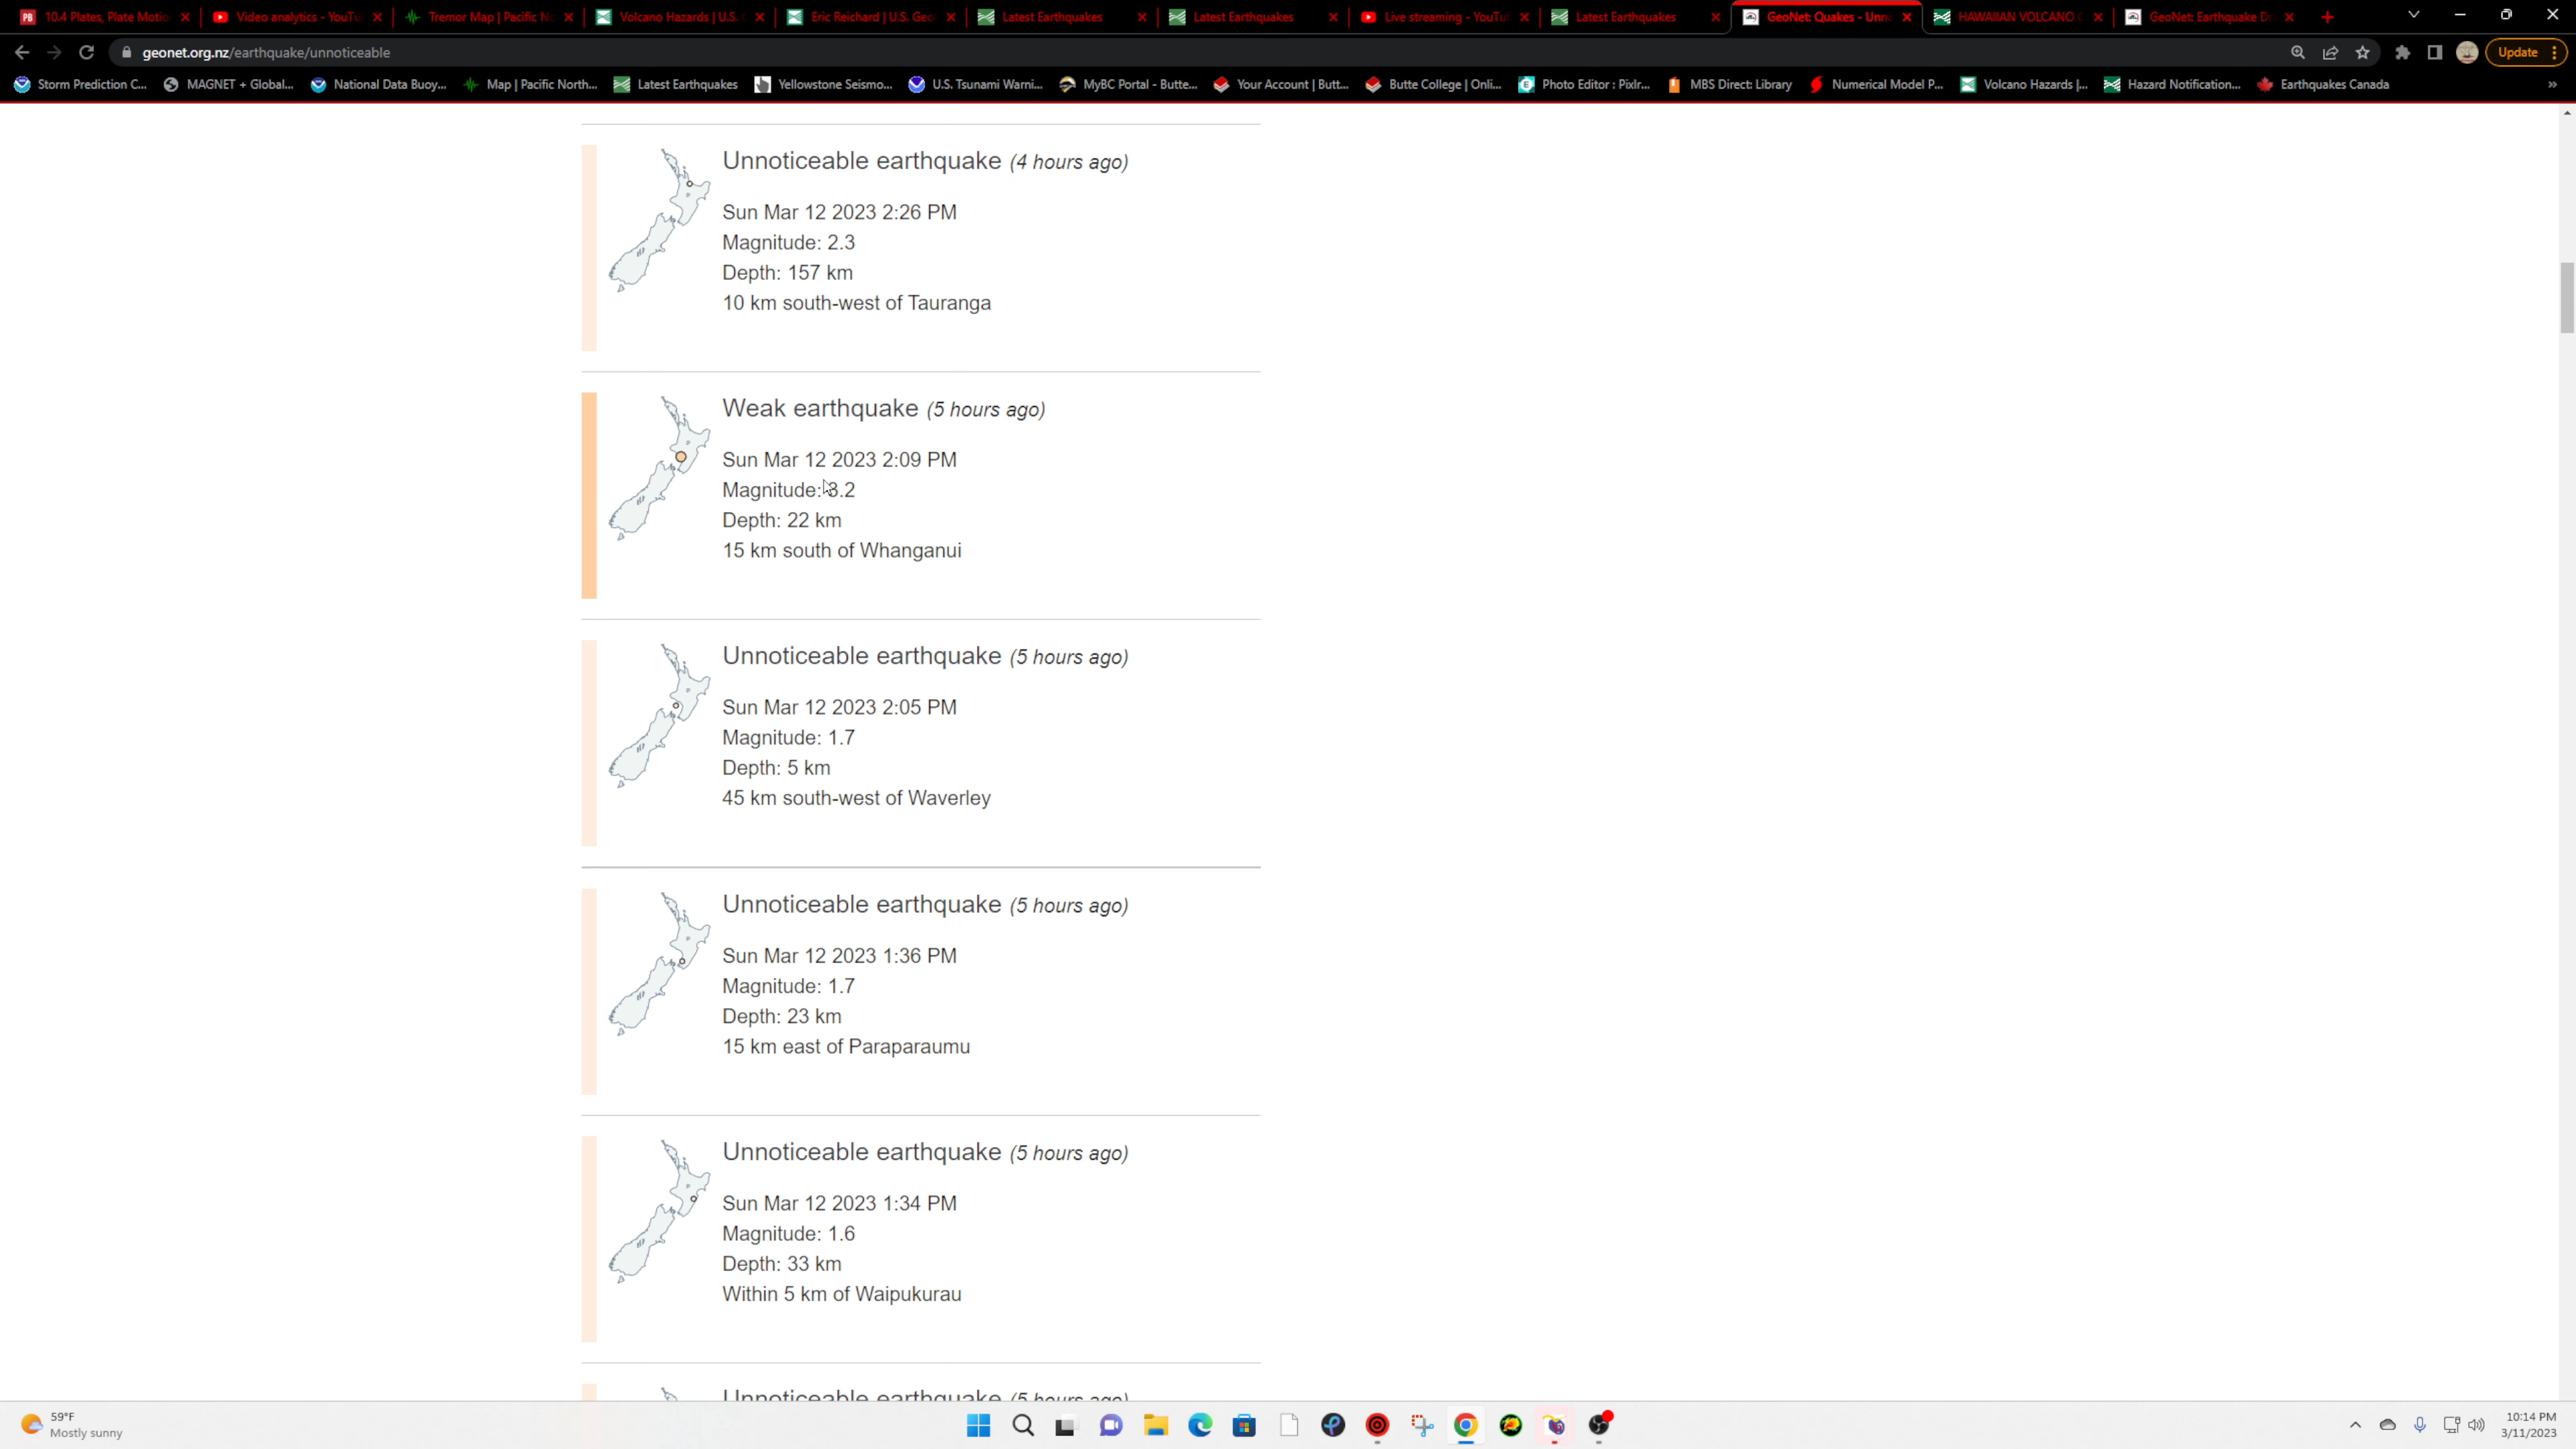 10.4 Plates, Plate Motio
Video analytics - YouTu
Tremor Map | Pacific No
Volcano Hazards | U.S. G
Eric Reichard | U.S. Geol
Latest Earthquakes
Latest Earthquakes
Live streaming - YouTub
Latest Earthquakes
GeoNet: Quakes - Unno
HAWAIIAN VOLCANO O
GeoNet: Earthquake Dr
geonet.org.nz/earthquake/unnoticeable
Update
Storm Prediction C...
MAGNET + Global...
National Data Buoy...
Map | Pacific North...
Latest Earthquakes
Yellowstone Seismo...
U.S. Tsunami Warni...
MyBC Portal - Butte...
Your Account | Butt...
Butte College | Onli...
Photo Editor : Pixlr...
MBS Direct: Library
Numerical Model P...
Volcano Hazards |...
Hazard Notification...
Earthquakes Canada
»
Unnoticeable earthquake (4 hours ago)
Sun Mar 12 2023 2:26 PM
Magnitude: 2.3
Depth: 157 km
10 km south-west of Tauranga
Weak earthquake (5 hours ago)
Sun Mar 12 2023 2:09 PM
Magnitude: 3.2
Depth: 22 km
15 km south of Whanganui
Unnoticeable earthquake (5 hours ago)
Sun Mar 12 2023 2:05 PM
Magnitude: 1.7
Depth: 5 km
45 km south-west of Waverley
Unnoticeable earthquake (5 hours ago)
Sun Mar 12 2023 1:36 PM
Magnitude: 1.7
Depth: 23 km
15 km east of Paraparaumu
Unnoticeable earthquake (5 hours ago)
Sun Mar 12 2023 1:34 PM
Magnitude: 1.6
Depth: 33 km
Within 5 km of Waipukurau
Unnoticeable earthquake (5 hours ago)
59°F
Mostly sunny
10:14 PM
3/11/2023